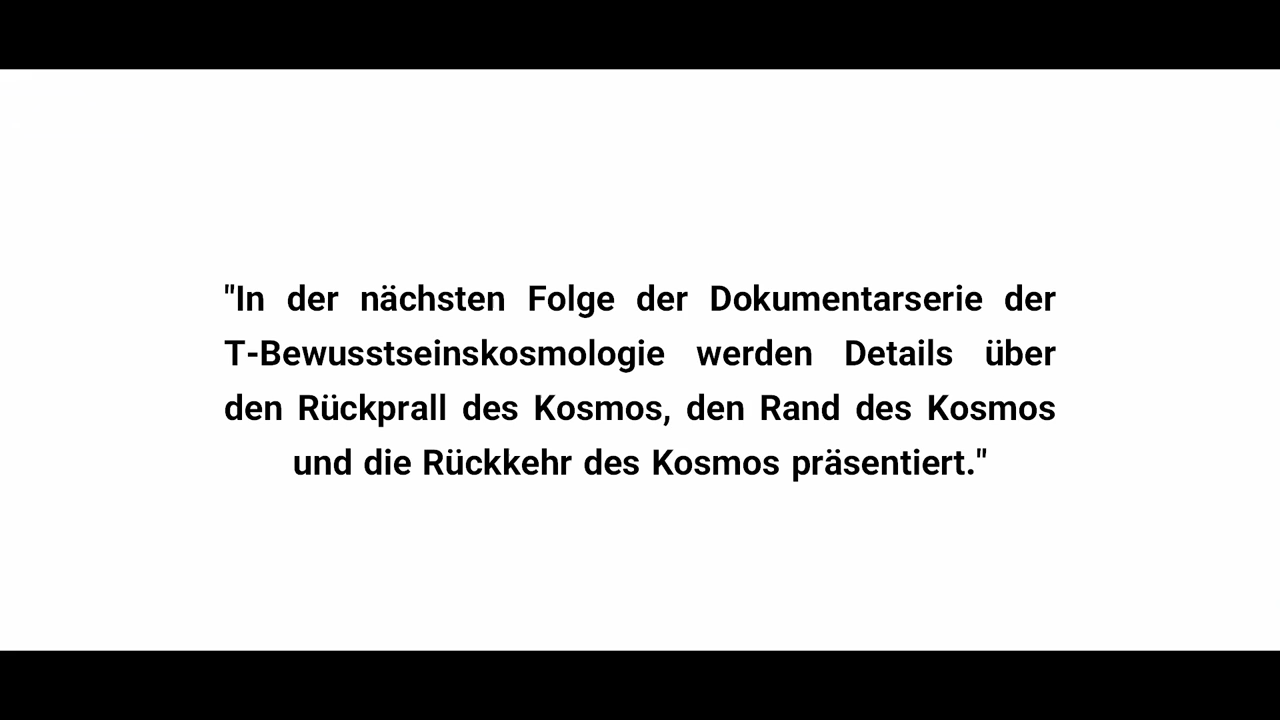 "In der nächsten Folge der Dokumentarserie der
T-Bewusstseinskosmologie werden Details über
den Rückprall des Kosmos, den Rand des Kosmos
und die Rückkehr des Kosmos präsentiert."